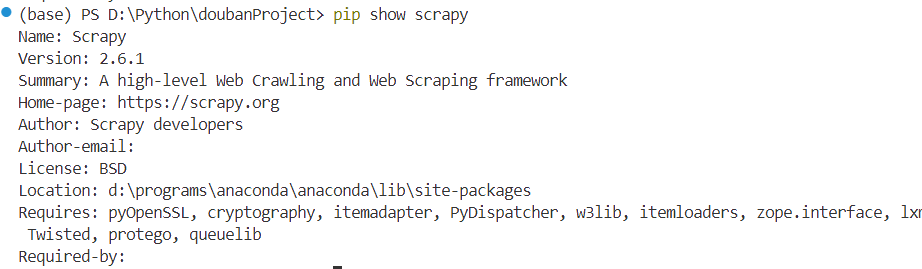 (base) PS D:\Python\doubanProject> pip show scrapy
Name: Scrapy
Version: 2.6.1
Summary: A high-level Web Crawling and Web Scraping framework
Home-page: https://scrapy.org
Author: Scrapy developers
Author-email:
License: BSD
Location: d:\programs\anaconda\anaconda\lib\site-packages
Requires: pyOpenSSL, cryptography, itemadapter, PyDispatcher, w3lib, itemloaders, zope.interface,
Twisted, protego, queuelib
Required-by: